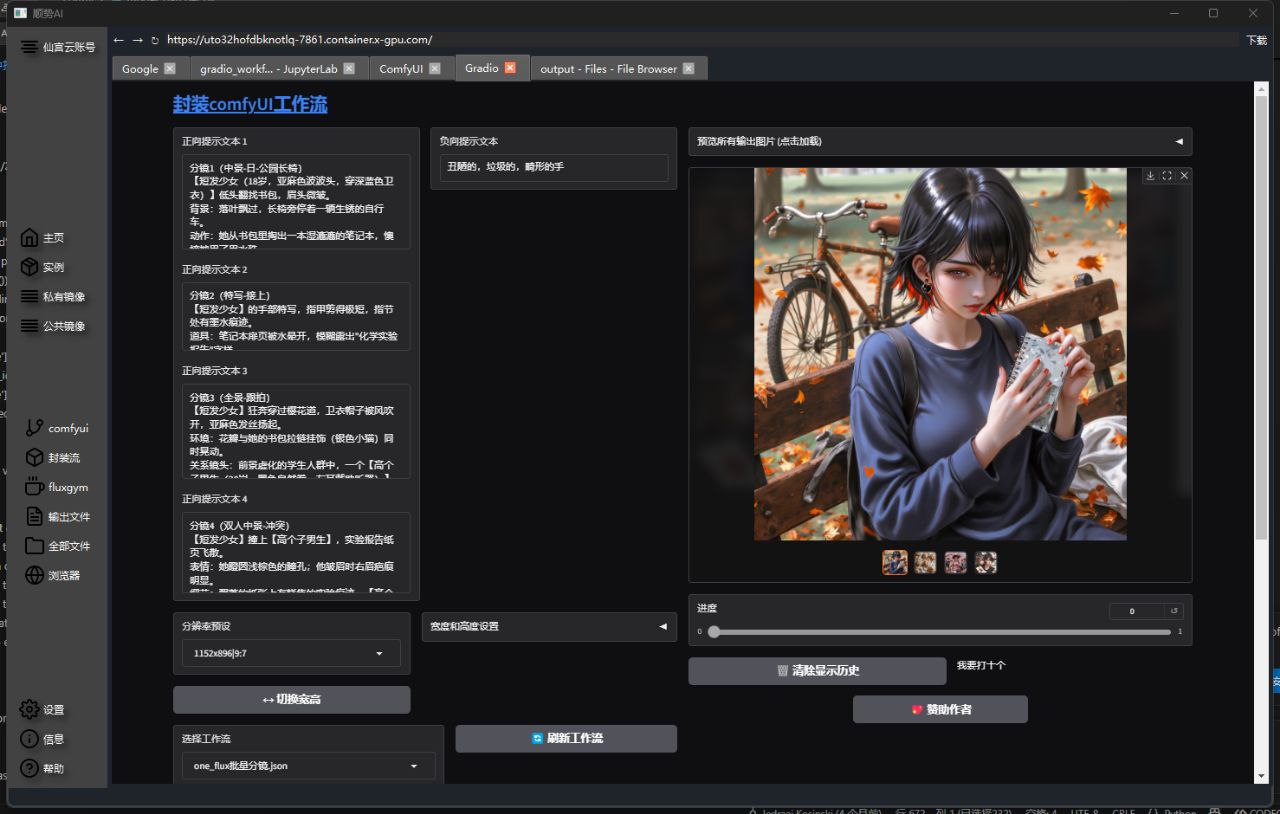 顺势AI
仙宫云账号
← → ↻ https://uto32hofdbknotlq-7861.container.x-gpu.com/
下载
Google
gradio_workf... - JupyterLab
ComfyUI
Gradio
output - Files - File Browser
主页
实例
私有镜像
公共镜像
comfyui
封装流
fluxgym
输出文件
全部文件
浏览器
设置
信息
帮助
封装comfyUI工作流
正向提示文本 1
分镜1（中景-日-公园长椅）
【短发少女（18岁，亚麻色波波头，穿深蓝色卫
衣）】低头翻找书包，眉头微皱。
背景：落叶飘过，长椅旁停着一辆生锈的自行
车。
动作：她从书包里掏出一本湿漉漉的笔记本，懊
正向提示文本 2
分镜2（特写-接上）
【短发少女】的手部特写，指甲剪得极短，指节
处有墨水痕迹。
道具：笔记本扉页被水晕开，模糊露出"化学实验
报告"字样
正向提示文本 3
分镜3（全景-跟拍）
【短发少女】狂奔穿过樱花道，卫衣帽子被风吹
开，亚麻色发丝扬起。
环境：花瓣与她的书包拉链挂饰（银色小猫）同
时晃动。
关系镜头：前景虚化的学生人群中，一个【高个
正向提示文本 4
分镜4（双人中景-冲突）
【短发少女】撞上【高个子男生】，实验报告纸
页飞散。
表情：她瞪圆浅棕色的瞳孔；他皱眉时右眉疤痕
明显。
负向提示文本
丑陋的，垃圾的，畸形的手
预览所有输出图片 (点击加载)
进度
0
0
1
清除显示历史
我要打十个
赞助作者
分辨率预设
1152x896|9:7
宽度和高度设置
切换宽高
选择工作流
one_flux批量分镜.json
刷新工作流